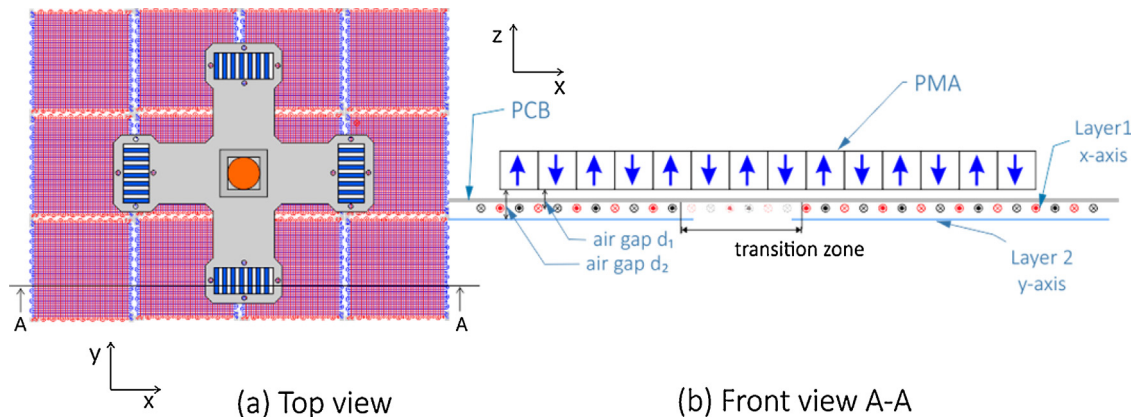 A
A
y
x
(a) Top view
z
x
PCB
PMA
Layer1
x-axis
air gap d₁
air gap d₂
transition zone
Layer 2
y-axis
(b) Front view A-A